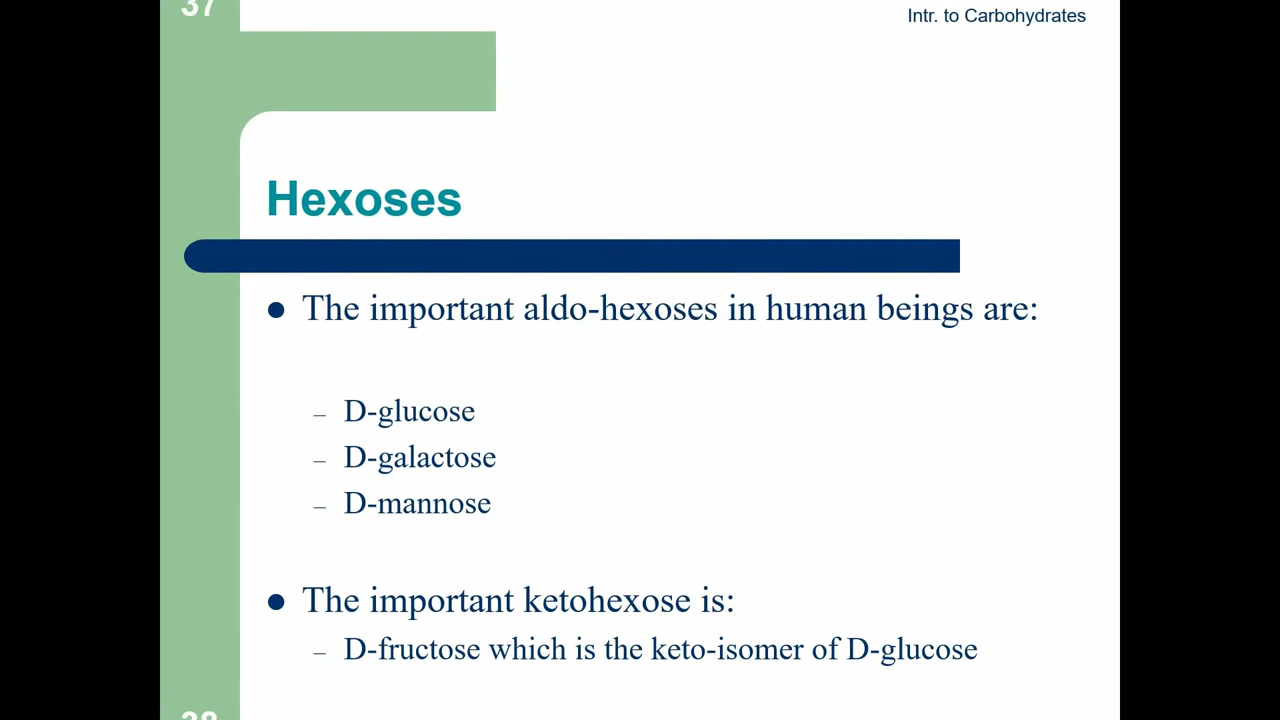 37
Intr. to Carbohydrates
Hexoses
● The important aldo-hexoses in human beings are:
– D-glucose
– D-galactose
– D-mannose
● The important ketohexose is:
– D-fructose which is the keto-isomer of D-glucose
38